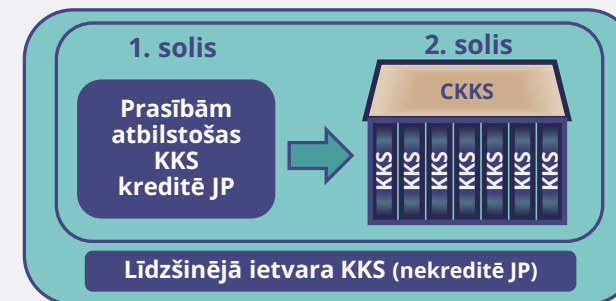 1. solis
Prasībām
atbilstošas
KKS
kreditē JP
2. solis
CKKS
KKS
KKS
KKS
KKS
KKS
KKS
KKS
Līdzšinējā ietvara KKS (nekreditē JP)